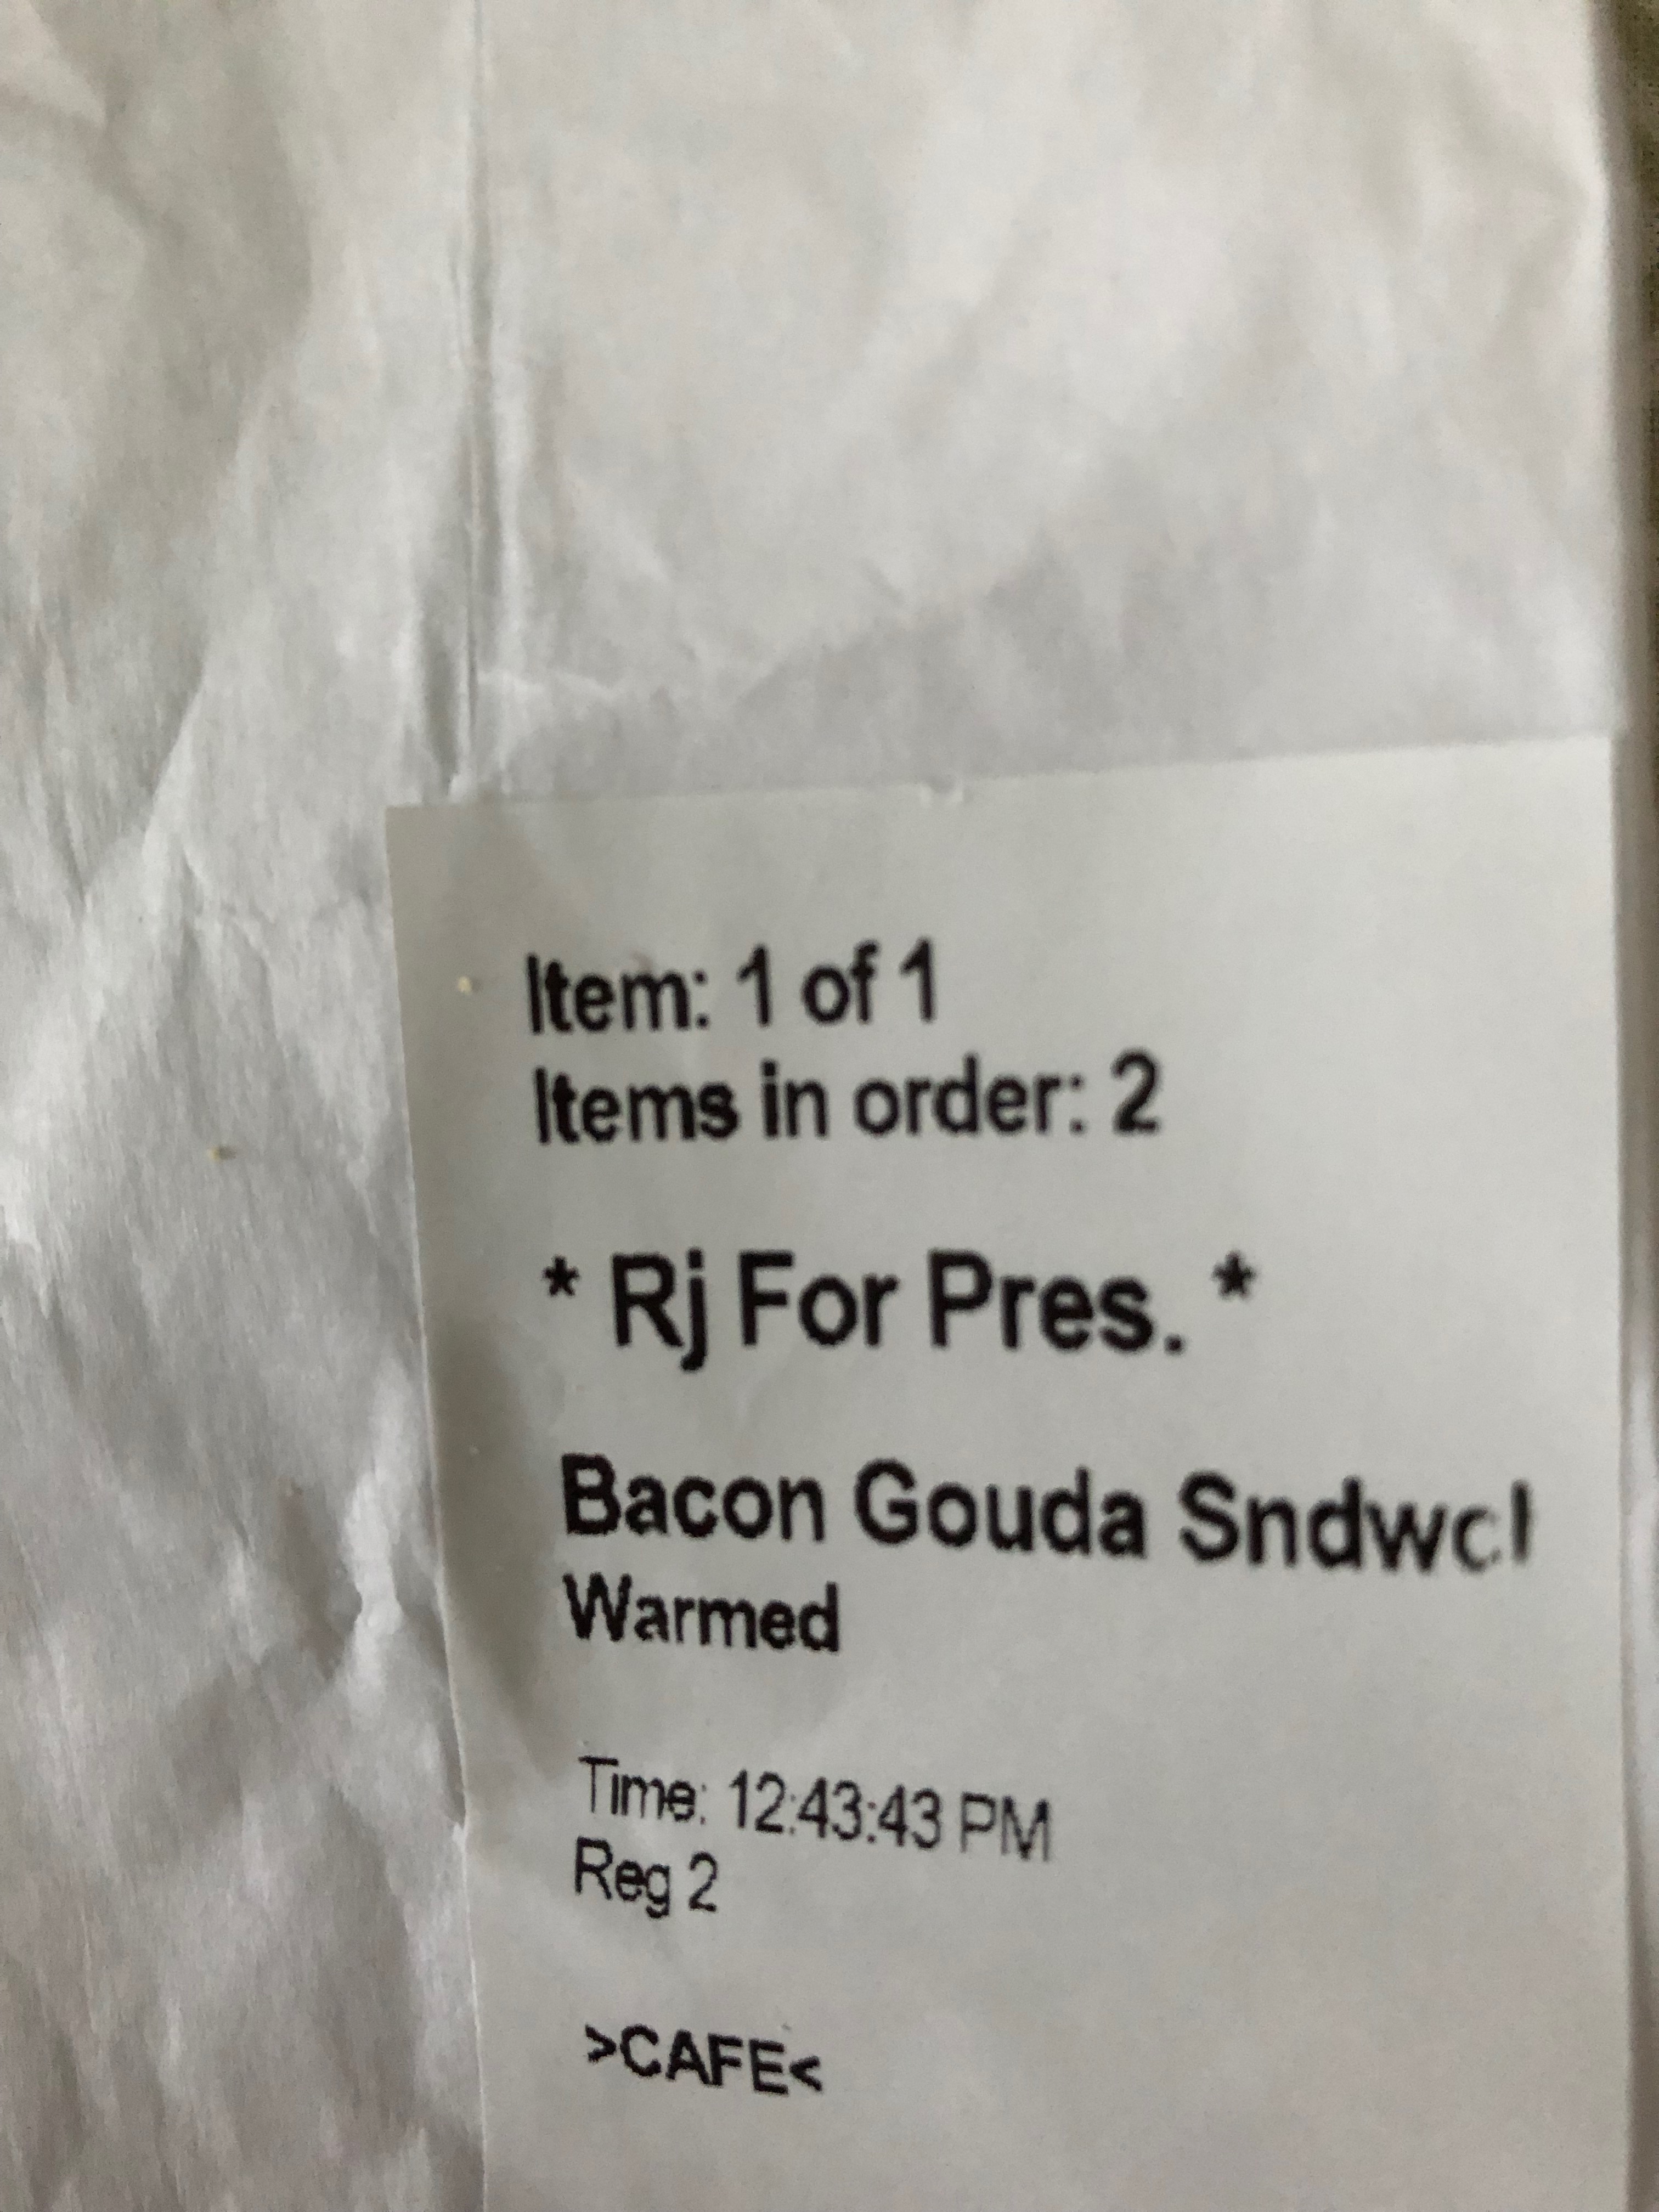 Item: 1 of 1
Items in order: 2
* Rj For Pres. *
Bacon Gouda Sndwcl
Warmed
Time: 12:43:43 PM
Reg 2
>CAFE<